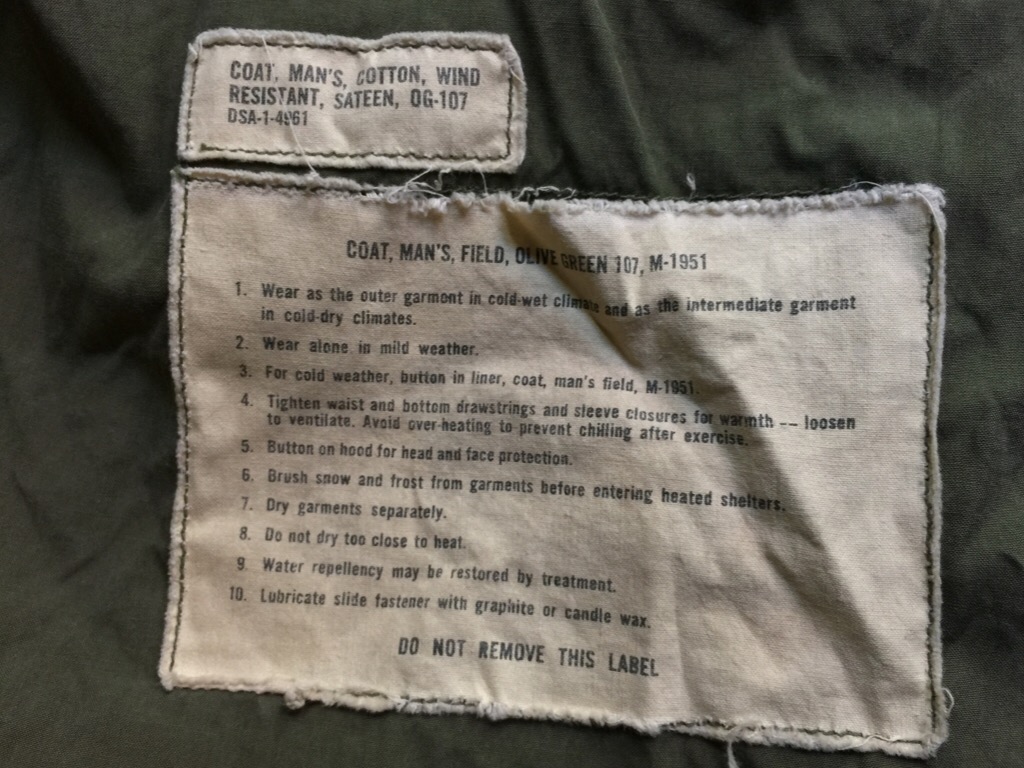 COAT, MAN'S, COTTON, WIND
RESISTANT, SATEEN, OG-107
DSA-1-4961
COAT, MAN'S, FIELD, OLIVE GREEN 107, M-1951
1. Wear as the outer garment in cold-wet climate and as the intermediate garment
in cold-dry climates.
2. Wear alone in mild weather.
3. For cold weather, button in liner, coat, man's field, M-1951.
4. Tighten waist and bottom drawstrings and sleeve closures for warmth -- loosen
to ventilate. Avoid over-heating to prevent chilling after exercise.
5. Button on hood for head and face protection.
6. Brush snow and frost from garments before entering heated shelters.
7. Dry garments separately.
8. Do not dry too close to heat.
9. Water repellency may be restored by treatment.
10. Lubricate slide fastener with graphite or candle wax.
DO NOT REMOVE THIS LABEL